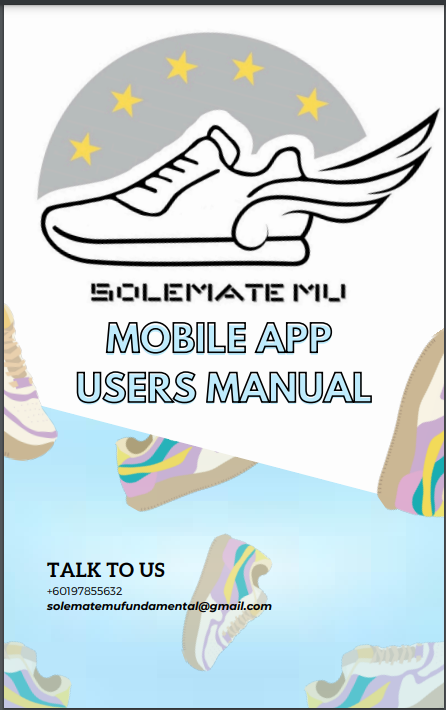 SOLEMATE MU
MOBILE APP
USERS MANUAL
TALK TO US
+60197855632
solematemufundamental@gmail.com